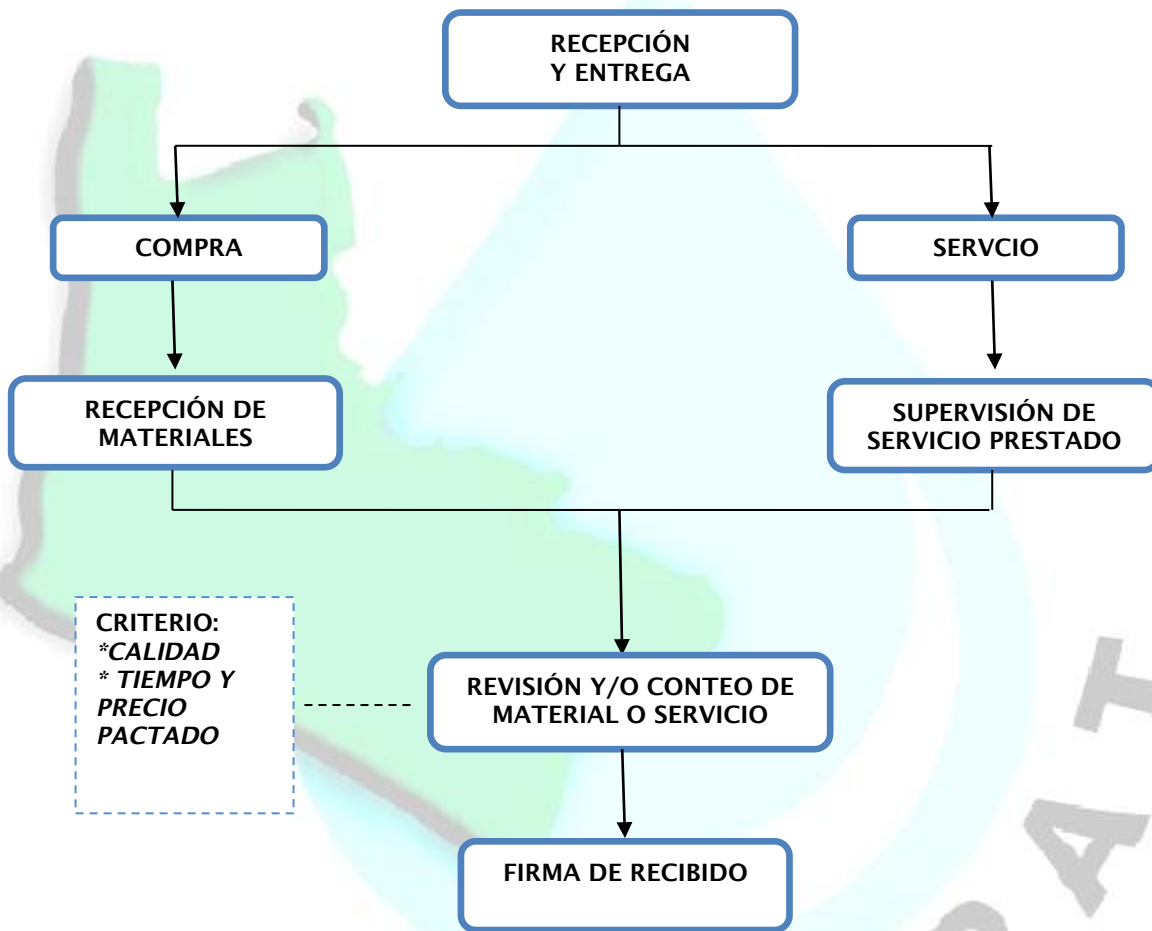 RECEPCIÓN
Y ENTREGA
COMPRA
SERVCIO
RECEPCIÓN DE
MATERIALES
SUPERVISIÓN DE
SERVICIO PRESTADO
CRITERIO:
*CALIDAD
* TIEMPO Y
PRECIO
PACTADO
REVISIÓN Y/O CONTEO DE
MATERIAL O SERVICIO
FIRMA DE RECIBIDO